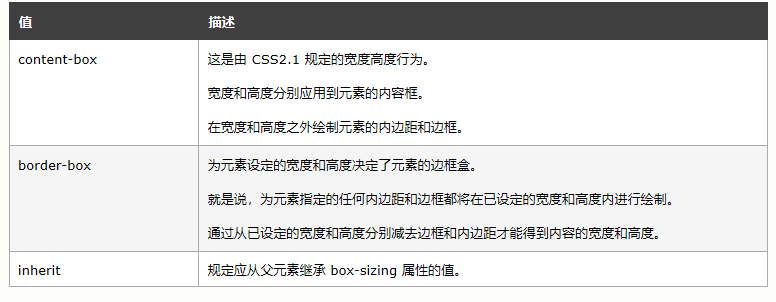 值 描述
content-box 这是由 CSS2.1 规定的宽度高度行为。
宽度和高度分别应用到元素的内容框。
在宽度和高度之外绘制元素的内边距和边框。
border-box 为元素设定的宽度和高度决定了元素的边框盒。
就是说，为元素指定的任何内边距和边框都将在已设定的宽度和高度内进行绘制。
通过从已设定的宽度和高度分别减去边框和内边距才能得到内容的宽度和高度。
inherit 规定应从父元素继承 box-sizing 属性的值。